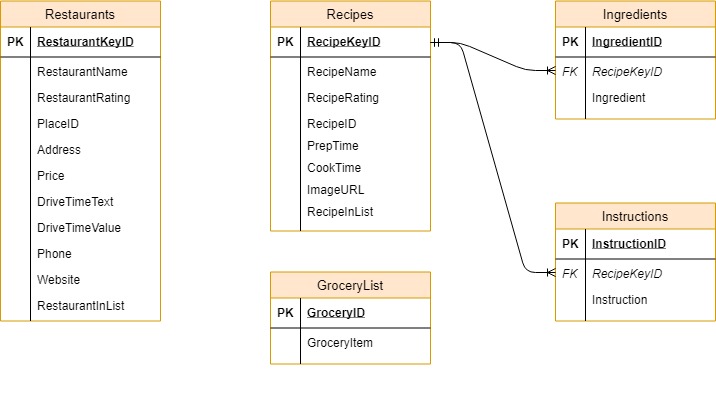 Restaurants
PK RestaurantKeyID
RestaurantName
RestaurantRating
PlaceID
Address
Price
DriveTimeText
DriveTimeValue
Phone
Website
RestaurantInList
Recipes
PK RecipeKeyID
RecipeName
RecipeRating
RecipeID
PrepTime
CookTime
ImageURL
RecipeInList
GroceryList
PK GroceryID
GroceryItem
Ingredients
PK IngredientID
FK RecipeKeyID
Ingredient
Instructions
PK InstructionID
FK RecipeKeyID
Instruction